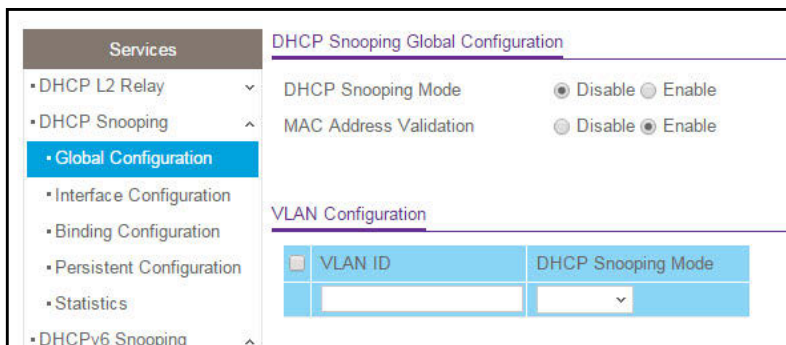 Services
▪ DHCP L2 Relay
▪ DHCP Snooping
▪ Global Configuration
▪ Interface Configuration
▪ Binding Configuration
▪ Persistent Configuration
▪ Statistics
▪ DHCPv6 Snooping
DHCP Snooping Global Configuration
DHCP Snooping Mode Disable Enable
MAC Address Validation Disable Enable
VLAN Configuration
VLAN ID DHCP Snooping Mode